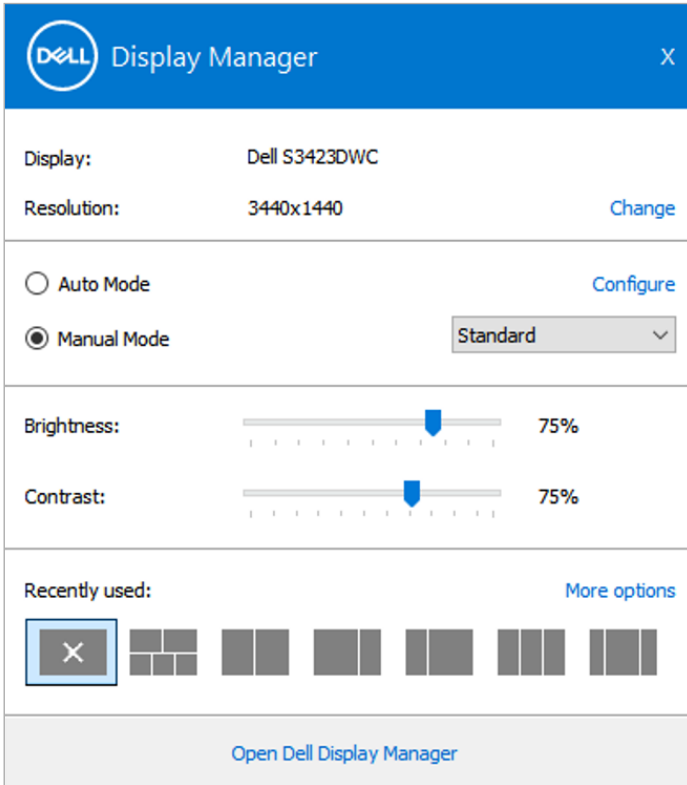 DELL Display Manager X
Display: Dell S3423DWC
Resolution: 3440x1440 Change
Auto Mode Configure
Manual Mode Standard
Brightness: 75%
Contrast: 75%
Recently used: More options
Open Dell Display Manager